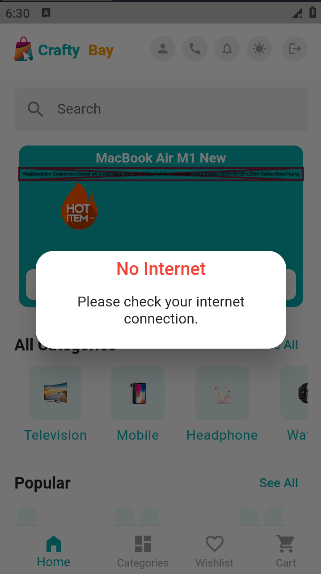 6:30 A
Crafty Bay
Search
MacBook Air M1 New
HOT
ITEM
No Internet
Please check your internet
connection.
All Categories
See All
Television Mobile Headphone Wa
Popular See All
Home Categories Wishlist Cart